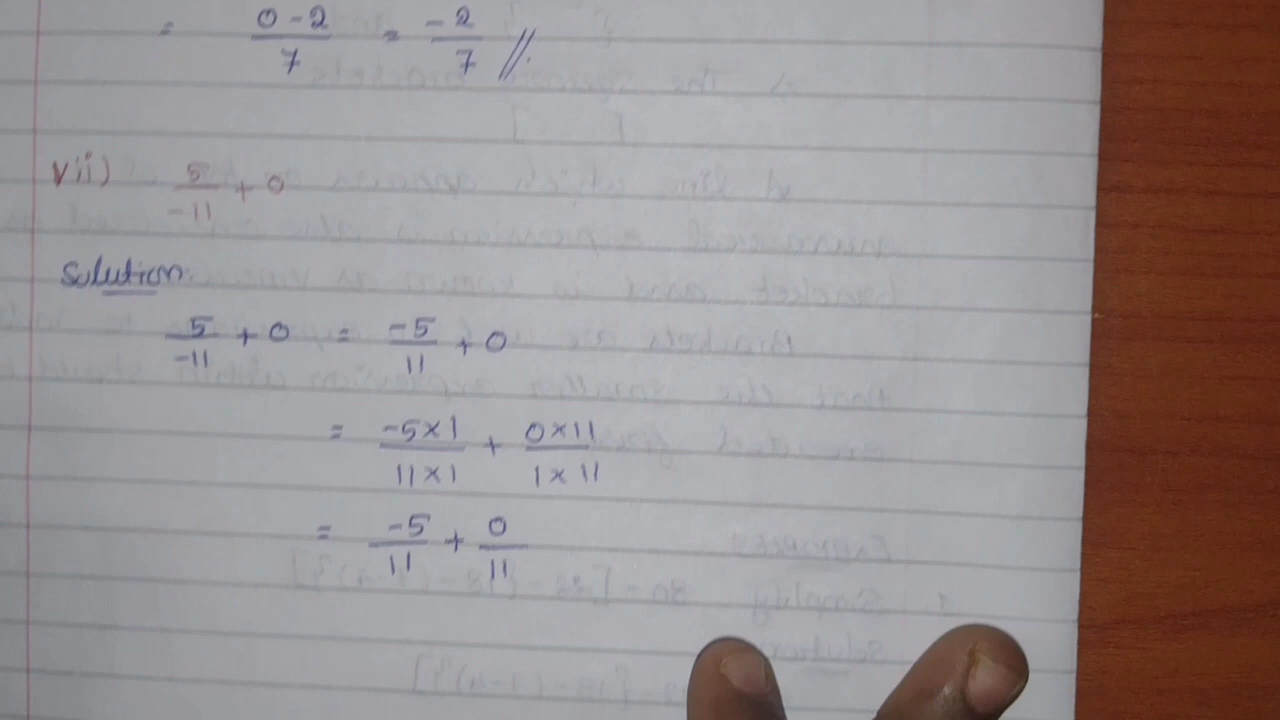 = 0 - 2 / 7 = -2 / 7 //.
vii) 5 / -11 + 0
Solution
5 / -11 + 0 = -5 / 11 + 0
= -5 × 1 / 11 × 1 + 0 × 11 / 1 × 11
= -5 / 11 + 0 / 11